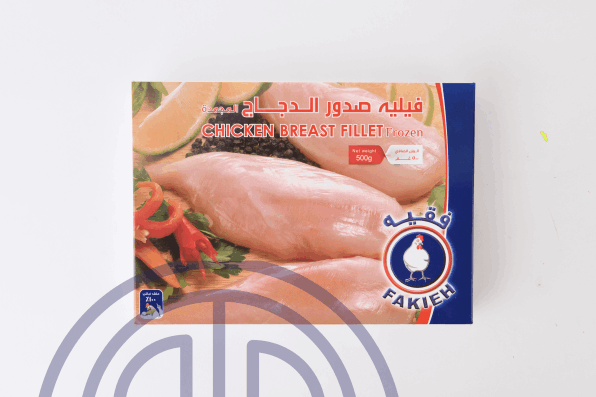 فيليه صدور الدجاج المجمدة
CHICKEN BREAST FILLET Frozen
Net weight
500g
فقيه
FAKIEH